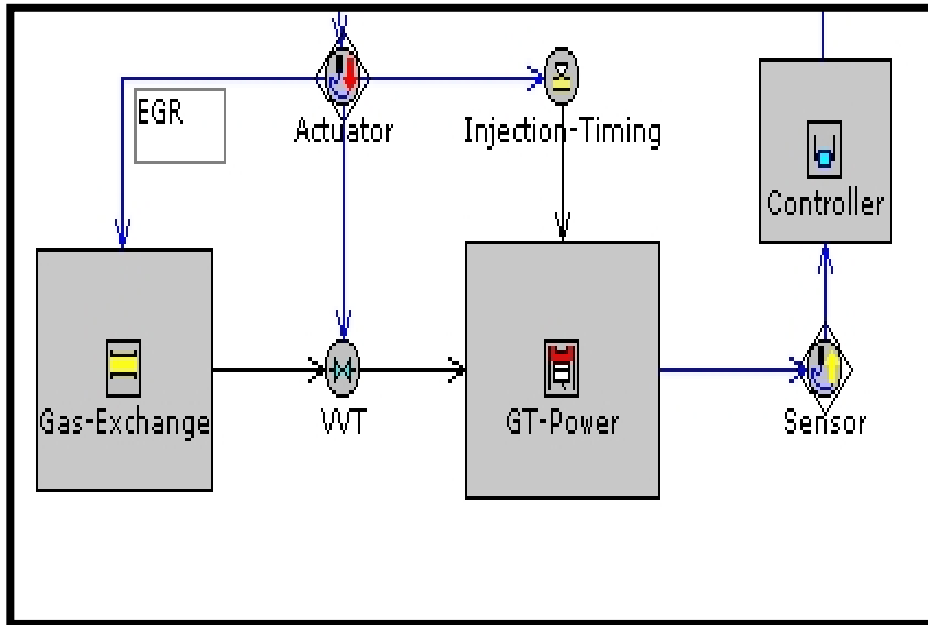 EGR
Actuator
Injection-Timing
Controller
Gas-Exchange
VVT
GT-Power
Sensor